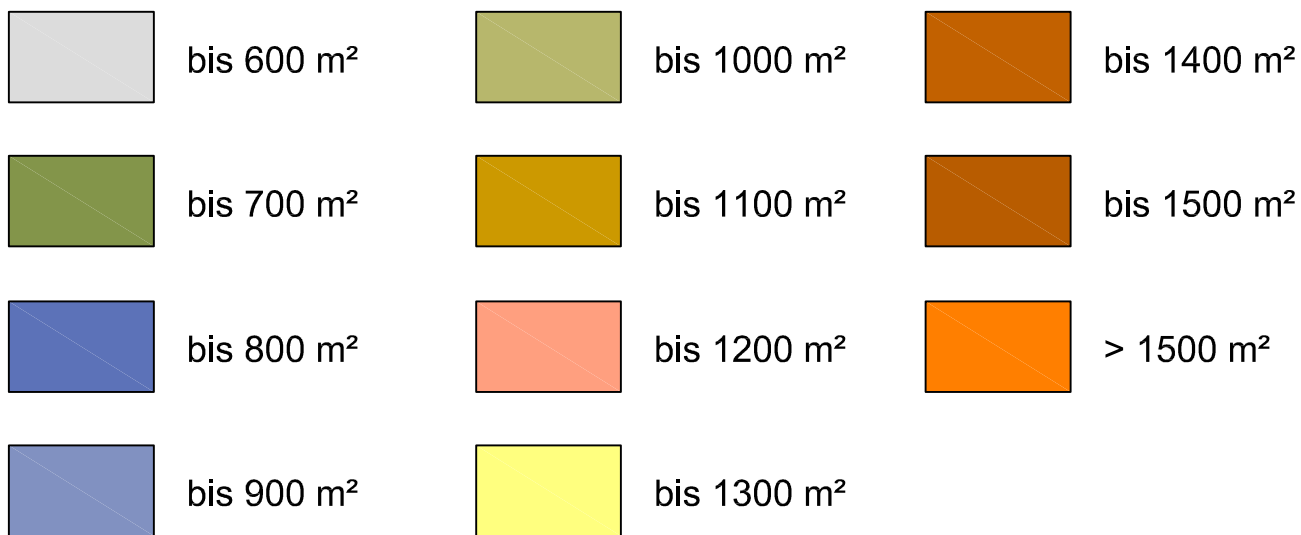 bis 600 m²
bis 700 m²
bis 800 m²
bis 900 m²
bis 1000 m²
bis 1100 m²
bis 1200 m²
bis 1300 m²
bis 1400 m²
bis 1500 m²
> 1500 m²